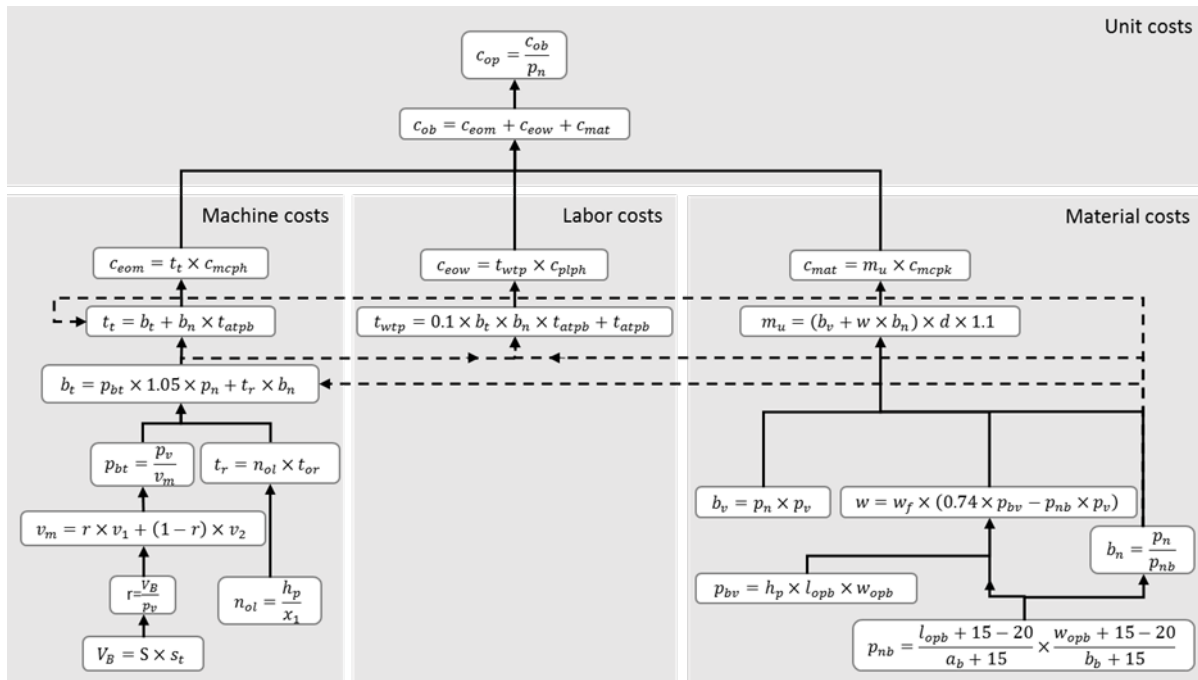 Unit costs
c_op = c_ob / p_n
c_ob = c_eom + c_eow + c_mat
Machine costs
c_eom = t_t × c_mcph
t_t = b_t + b_n × t_atpb
b_t = p_bt × 1.05 × p_n + t_r × b_n
p_bt = p_v / v_m
t_r = n_ol × t_or
v_m = r × v_1 + (1 − r) × v_2
r= V_B / p_v
n_ol = h_p / x_1
V_B = S × s_t
Labor costs
c_eow = t_wtp × c_plph
t_wtp = 0.1 × b_t × b_n × t_atpb + t_atpb
Material costs
c_mat = m_u × c_mcpk
m_u = (b_v + w × b_n) × d × 1.1
b_v = p_n × p_v
w = w_f × (0.74 × p_bv − p_nb × p_v)
b_n = p_n / p_nb
p_bv = h_p × l_opb × w_opb
p_nb = (l_opb + 15 − 20) / (a_b + 15) × (w_opb + 15 − 20) / (b_b + 15)